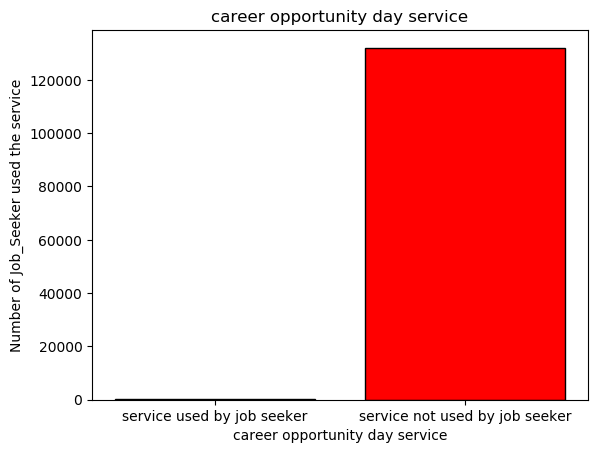 career opportunity day service
Number of Job_Seeker used the service
120000
100000
80000
60000
40000
20000
0
service used by job seeker
service not used by job seeker
career opportunity day service